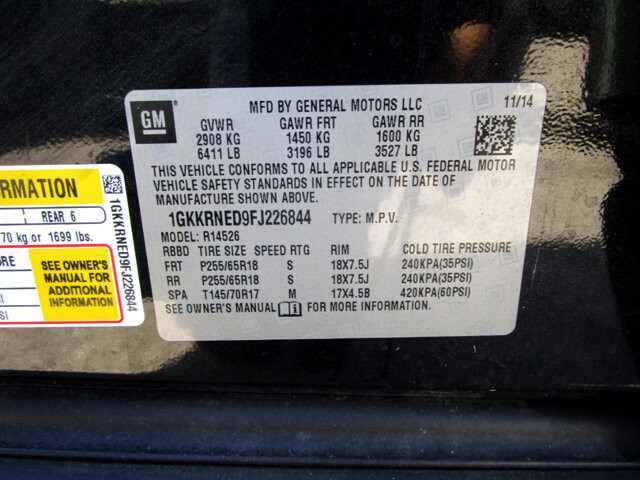 GM
MFD BY GENERAL MOTORS LLC 11/14
GVWR GAWR FRT GAWR RR
2908 KG 1450 KG 1600 KG
6411 LB 3196 LB 3527 LB
THIS VEHICLE CONFORMS TO ALL APPLICABLE U.S. FEDERAL MOTOR
VEHICLE SAFETY STANDARDS IN EFFECT ON THE DATE OF
MANUFACTURE SHOWN ABOVE.
1GKKRNED9FJ226844 TYPE: M.P.V.
MODEL: R14526
RBBD TIRE SIZE SPEED RTG RIM COLD TIRE PRESSURE
FRT P255/65R18 S 18X7.5J 240KPA(35PSI)
RR P255/65R18 S 18X7.5J 240KPA(35PSI)
SPA T145/70R17 M 17X4.5B 420KPA(60PSI)
SEE OWNER'S MANUAL FOR MORE INFORMATION.
REAR 6
70 kg or 1699 lbs.
SEE OWNER'S
MANUAL FOR
ADDITIONAL
INFORMATION
1GKKRNED9FJ226844